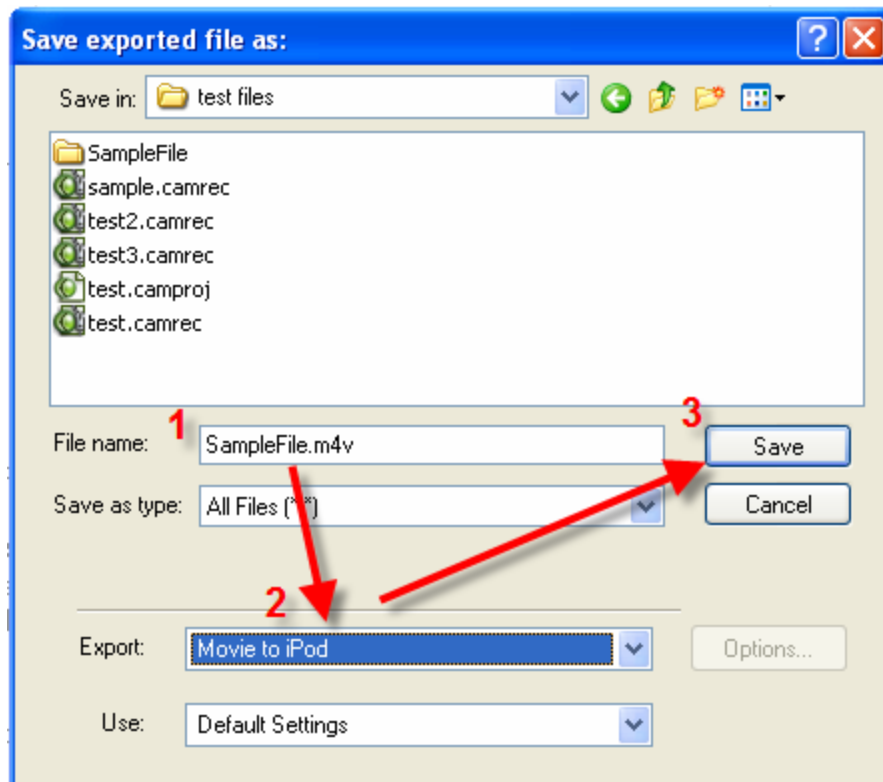 Save exported file as:
Save in: test files
SampleFile
sample.camrec
test2.camrec
test3.camrec
test.camproj
test.camrec
1 3
File name: SampleFile.m4v Save
Save as type: All Files (*.*) Cancel
2
Export: Movie to iPod Options...
Use: Default Settings